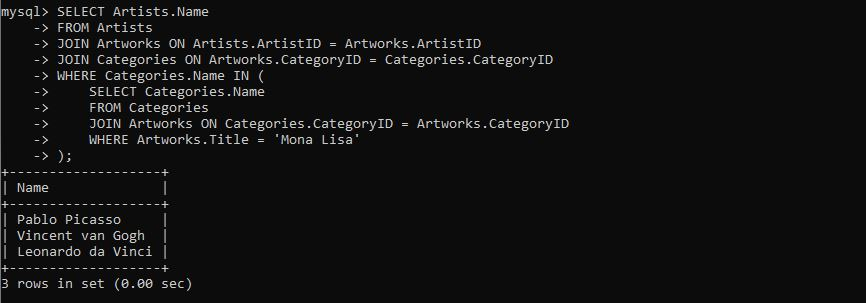 mysql> SELECT Artists.Name
    -> FROM Artists
    -> JOIN Artworks ON Artists.ArtistID = Artworks.ArtistID
    -> JOIN Categories ON Artworks.CategoryID = Categories.CategoryID
    -> WHERE Categories.Name IN (
    ->     SELECT Categories.Name
    ->     FROM Categories
    ->     JOIN Artworks ON Categories.CategoryID = Artworks.CategoryID
    ->     WHERE Artworks.Title = 'Mona Lisa'
    -> );
+-------------------+
| Name              |
+-------------------+
| Pablo Picasso     |
| Vincent van Gogh  |
| Leonardo da Vinci |
+-------------------+
3 rows in set (0.00 sec)